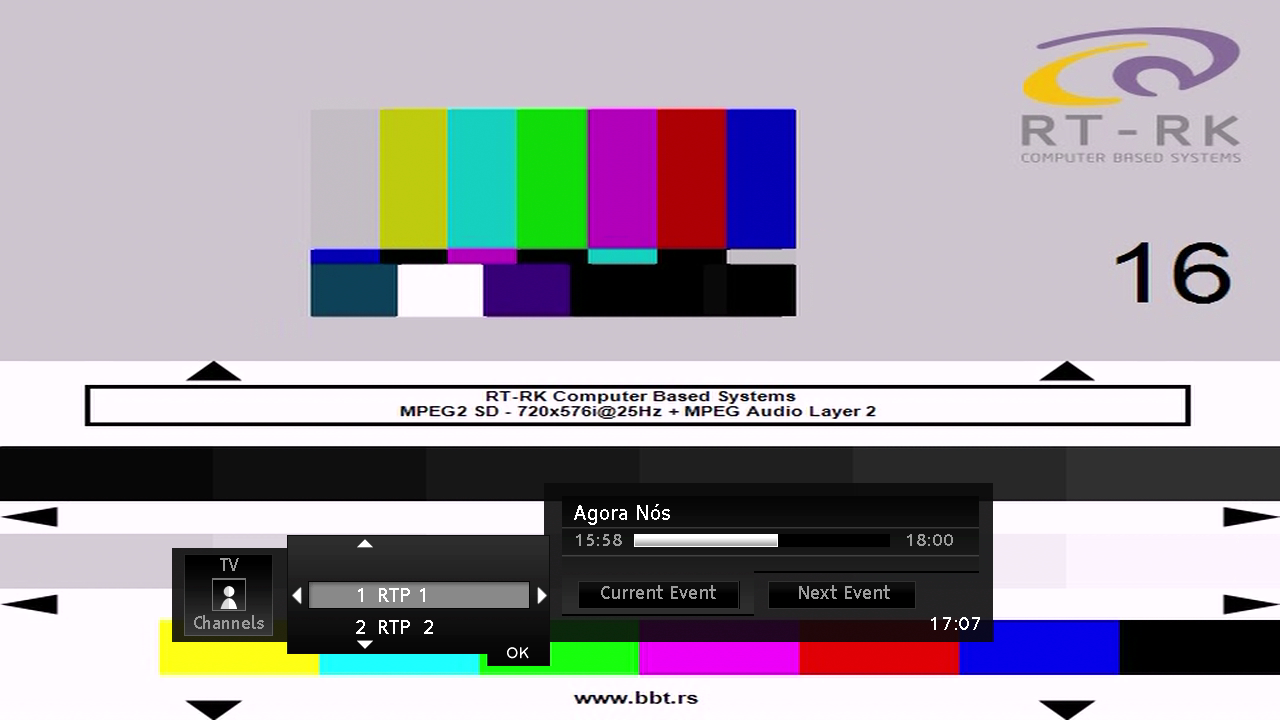 RT-RK
COMPUTER BASED SYSTEMS
16
RT-RK Computer Based Systems
MPEG2 SD - 720x576i@25Hz + MPEG Audio Layer 2
Agora Nós
15:58 18:00
TV
Channels
1 RTP 1
2 RTP 2
OK
Current Event Next Event
17:07
www.bbt.rs